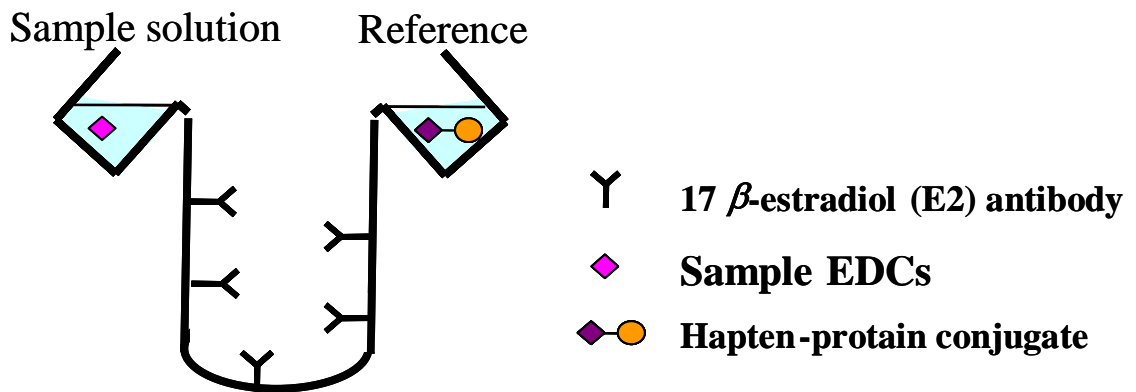 Sample solution
Reference
17 β-estradiol (E2) antibody
Sample EDCs
Hapten-protain conjugate